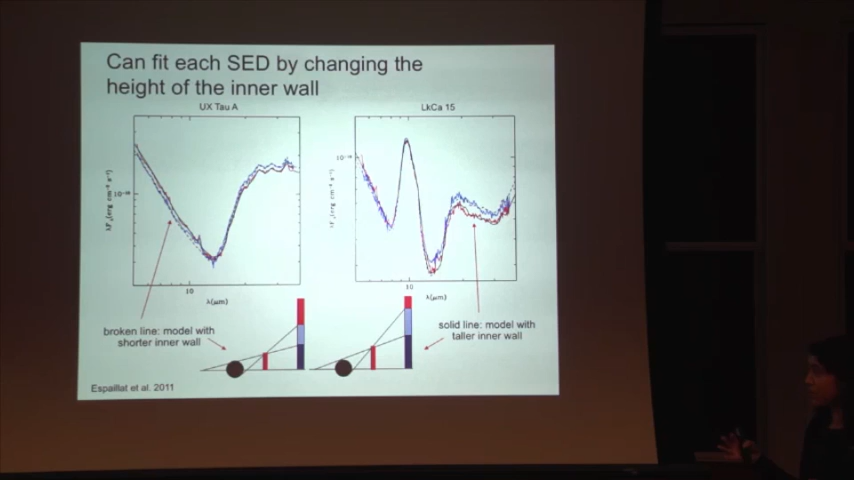 Can fit each SED by changing the
height of the inner wall
UX Tau A
LkCa 15
10
λ(μm)
10
λ(μm)
broken line: model with
shorter inner wall
solid line: model with
taller inner wall
Espaillat et al. 2011